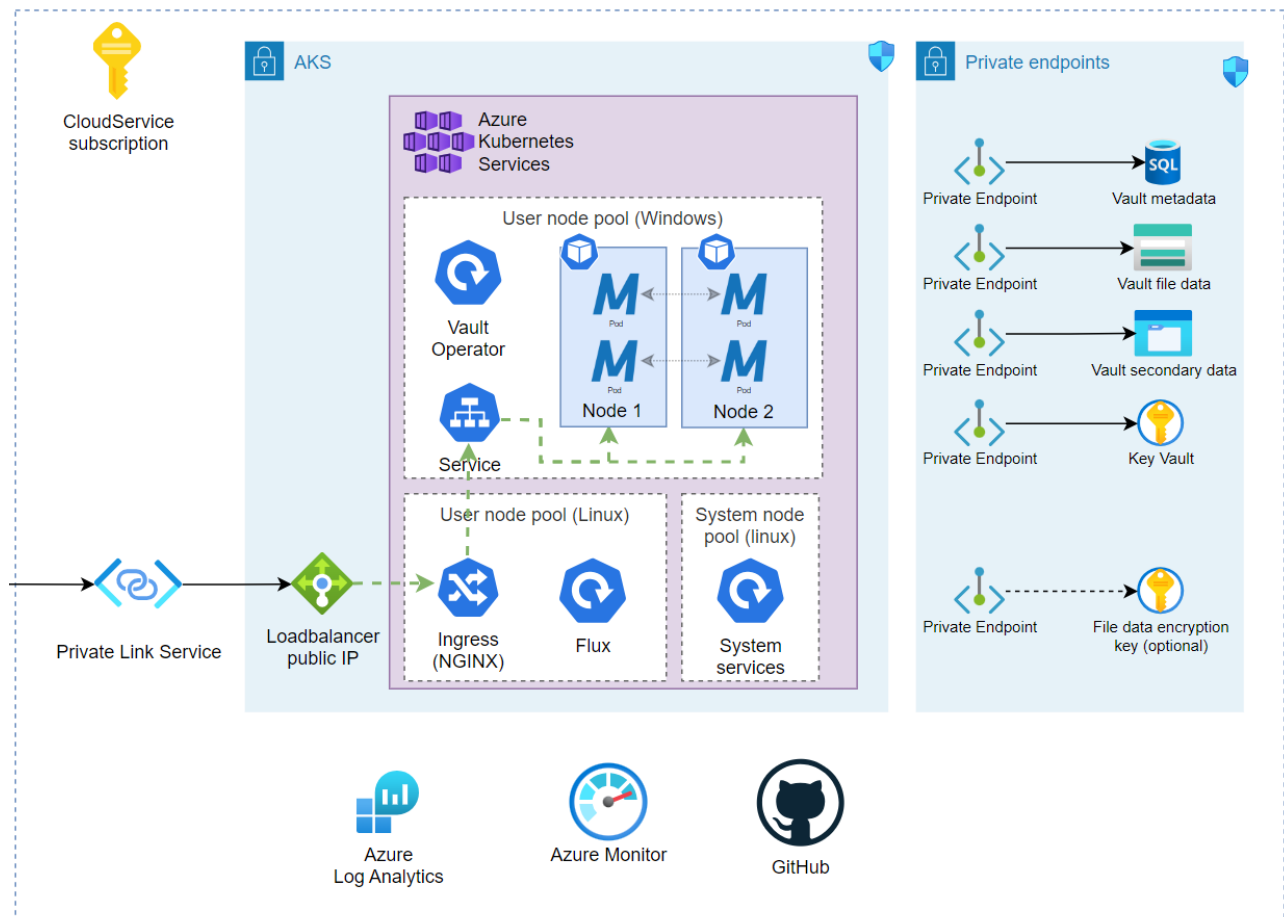 CloudService
subscription
AKS
Azure
Kubernetes
Services
User node pool (Windows)
Vault
Operator
Pod
Pod
Pod
Pod
Node 1
Node 2
Service
User node pool (Linux)
System node
pool (linux)
Ingress
(NGINX)
Flux
System
services
Private Link Service
Loadbalancer
public IP
Private endpoints
Private Endpoint
SQL
Vault metadata
Private Endpoint
Vault file data
Private Endpoint
Vault secondary data
Private Endpoint
Key Vault
Private Endpoint
File data encryption
key (optional)
Azure
Log Analytics
Azure Monitor
GitHub